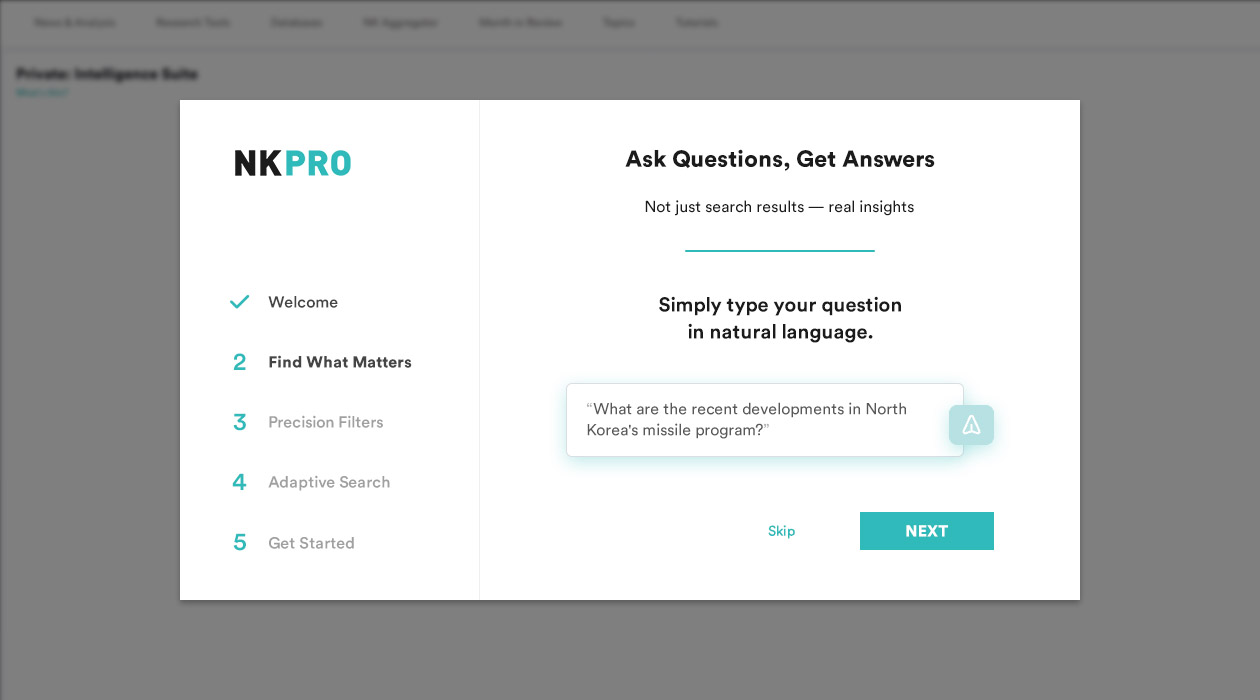 News & Analysis Research Tools Databases NK Aggregator Month in Review Topics Tutorials
Private: Intelligence Suite
What is this?
NKPRO
Welcome
2 Find What Matters
3 Precision Filters
4 Adaptive Search
5 Get Started
Ask Questions, Get Answers
Not just search results — real insights
Simply type your question
in natural language.
“What are the recent developments in North
Korea's missile program?”
Skip
NEXT